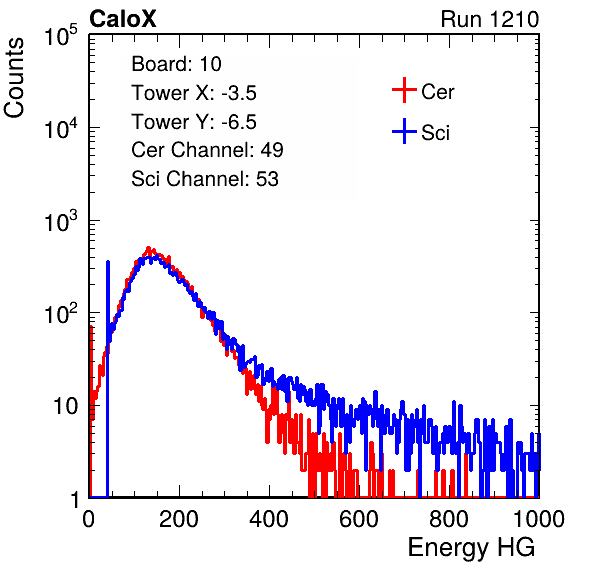 CaloX Run 1210
Counts
Board: 10
Tower X: -3.5
Tower Y: -6.5
Cer Channel: 49
Sci Channel: 53
Cer
Sci
10^5
10^4
10^3
10^2
10
1
0 200 400 600 800 1000
Energy HG